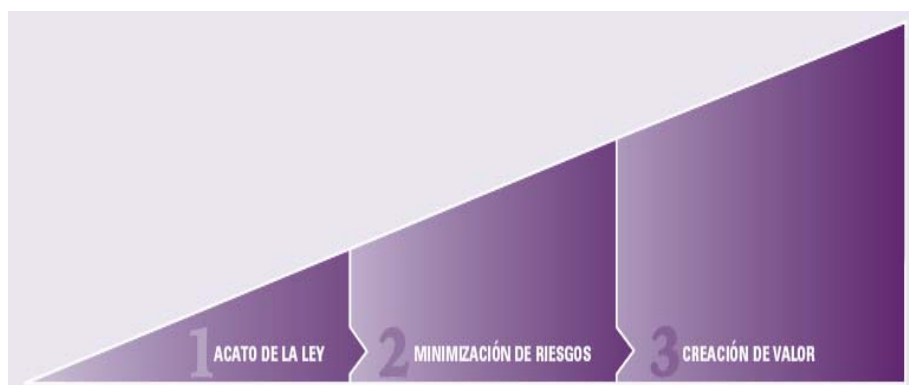 1 ACATO DE LA LEY
2 MINIMIZACIÓN DE RIESGOS
3 CREACIÓN DE VALOR